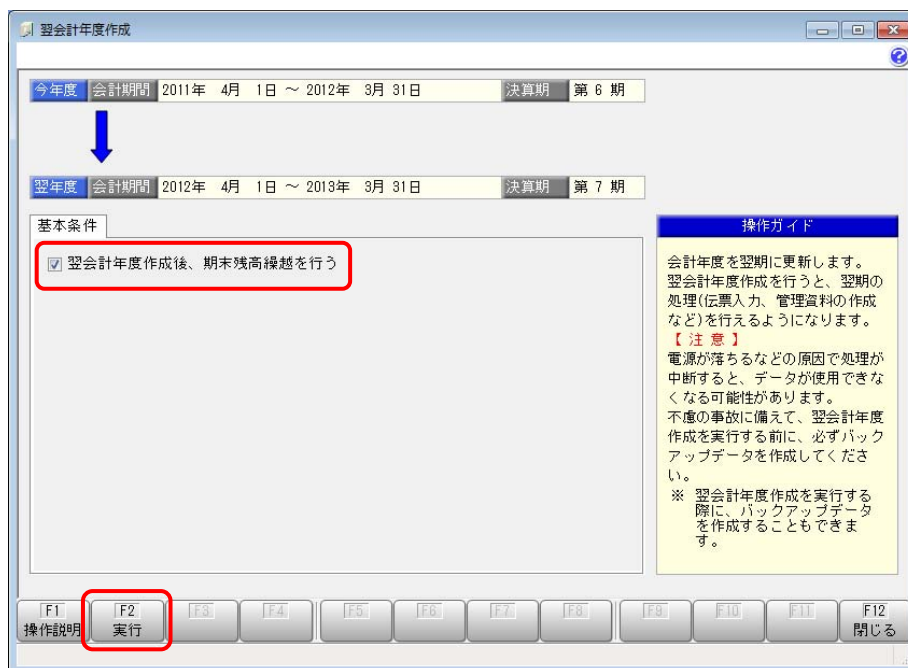 翌会計年度作成
今年度 会計期間 2011年 4月 1日 ～ 2012年 3月 31日 決算期 第 6 期
翌年度 会計期間 2012年 4月 1日 ～ 2013年 3月 31日 決算期 第 7 期
基本条件
翌会計年度作成後、期末残高繰越を行う
操作ガイド
会計年度を翌期に更新します。
翌会計年度作成を行うと、翌期の
処理(伝票入力、管理資料の作成
など)を行えるようになります。
【 注 意 】
電源が落ちるなどの原因で処理が
中断すると、データが使用できな
くなる可能性があります。
不慮の事故に備えて、翌会計年度
作成を実行する前に、必ずバック
アップデータを作成してくださ
い。
※ 翌会計年度作成を実行する
際に、バックアップデータ
を作成することもできま
す。
F1 F2 F3 F4 F5 F6 F7 F8 F9 F10 F11 F12
操作説明 実行 閉じる